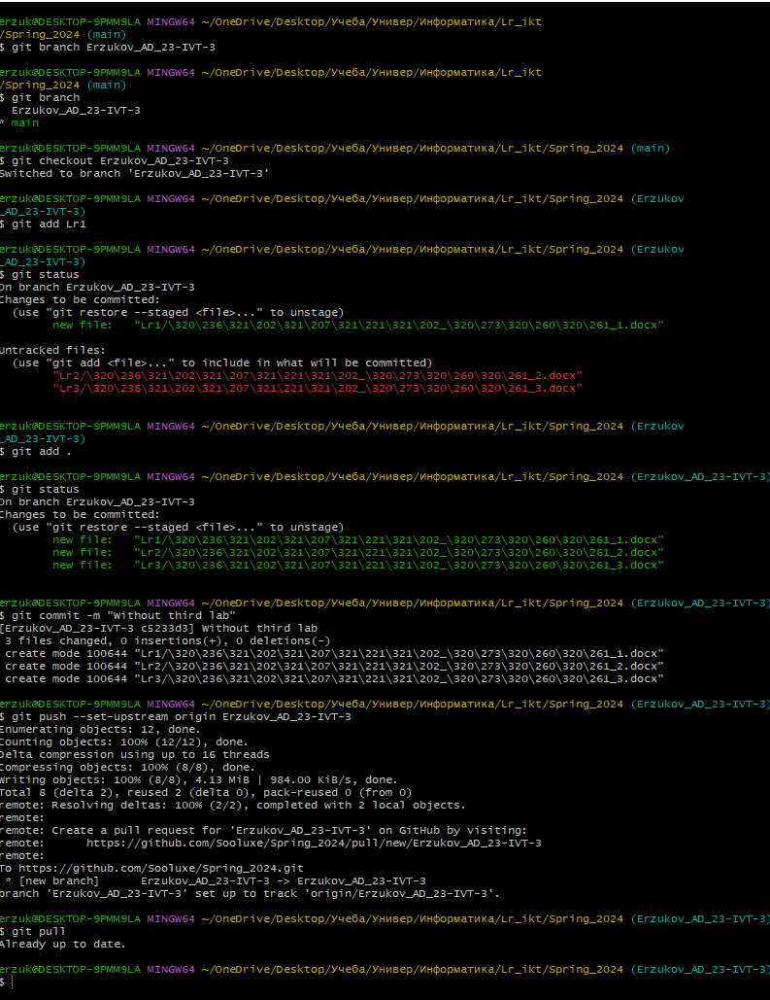 erzuk@DESKTOP-9PMM9LA MINGW64 ~/OneDrive/Desktop/Учеба/Универ/Информатика/Lr_ikt
/Spring_2024 (main)
$ git branch Erzukov_AD_23-IVT-3
erzuk@DESKTOP-9PMM9LA MINGW64 ~/OneDrive/Desktop/Учеба/Универ/Информатика/Lr_ikt
/Spring_2024 (main)
$ git branch
  Erzukov_AD_23-IVT-3
* main
erzuk@DESKTOP-9PMM9LA MINGW64 ~/OneDrive/Desktop/Учеба/Универ/Информатика/Lr_ikt/Spring_2024 (main)
$ git checkout Erzukov_AD_23-IVT-3
Switched to branch 'Erzukov_AD_23-IVT-3'
erzuk@DESKTOP-9PMM9LA MINGW64 ~/OneDrive/Desktop/Учеба/Универ/Информатика/Lr_ikt/Spring_2024 (Erzukov
_AD_23-IVT-3)
$ git add Lr1
erzuk@DESKTOP-9PMM9LA MINGW64 ~/OneDrive/Desktop/Учеба/Универ/Информатика/Lr_ikt/Spring_2024 (Erzukov
_AD_23-IVT-3)
$ git status
On branch Erzukov_AD_23-IVT-3
Changes to be committed:
  (use "git restore --staged <file>..." to unstage)
        new file:   "Lr1/\320\236\321\202\321\207\321\221\321\202_\320\273\320\260\320\261_1.docx"
Untracked files:
  (use "git add <file>..." to include in what will be committed)
        "Lr2/\320\236\321\202\321\207\321\221\321\202_\320\273\320\260\320\261_2.docx"
        "Lr3/\320\236\321\202\321\207\321\221\321\202_\320\273\320\260\320\261_3.docx"
erzuk@DESKTOP-9PMM9LA MINGW64 ~/OneDrive/Desktop/Учеба/Универ/Информатика/Lr_ikt/Spring_2024 (Erzukov
_AD_23-IVT-3)
$ git add .
erzuk@DESKTOP-9PMM9LA MINGW64 ~/OneDrive/Desktop/Учеба/Универ/Информатика/Lr_ikt/Spring_2024 (Erzukov_AD_23-IVT-3)
$ git status
On branch Erzukov_AD_23-IVT-3
Changes to be committed:
  (use "git restore --staged <file>..." to unstage)
        new file:   "Lr1/\320\236\321\202\321\207\321\221\321\202_\320\273\320\260\320\261_1.docx"
        new file:   "Lr2/\320\236\321\202\321\207\321\221\321\202_\320\273\320\260\320\261_2.docx"
        new file:   "Lr3/\320\236\321\202\321\207\321\221\321\202_\320\273\320\260\320\261_3.docx"
erzuk@DESKTOP-9PMM9LA MINGW64 ~/OneDrive/Desktop/Учеба/Универ/Информатика/Lr_ikt/Spring_2024 (Erzukov_AD_23-IVT-3)
$ git commit -m "Without third lab"
[Erzukov_AD_23-IVT-3 c5233d3] Without third lab
 3 files changed, 0 insertions(+), 0 deletions(-)
 create mode 100644 "Lr1/\320\236\321\202\321\207\321\221\321\202_\320\273\320\260\320\261_1.docx"
 create mode 100644 "Lr2/\320\236\321\202\321\207\321\221\321\202_\320\273\320\260\320\261_2.docx"
 create mode 100644 "Lr3/\320\236\321\202\321\207\321\221\321\202_\320\273\320\260\320\261_3.docx"
erzuk@DESKTOP-9PMM9LA MINGW64 ~/OneDrive/Desktop/Учеба/Универ/Информатика/Lr_ikt/Spring_2024 (Erzukov_AD_23-IVT-3)
$ git push --set-upstream origin Erzukov_AD_23-IVT-3
Enumerating objects: 12, done.
Counting objects: 100% (12/12), done.
Delta compression using up to 16 threads
Compressing objects: 100% (8/8), done.
Writing objects: 100% (8/8), 4.13 MiB | 984.00 KiB/s, done.
Total 8 (delta 2), reused 2 (delta 0), pack-reused 0 (from 0)
remote: Resolving deltas: 100% (2/2), completed with 2 local objects.
remote:
remote: Create a pull request for 'Erzukov_AD_23-IVT-3' on GitHub by visiting:
remote:      https://github.com/Sooluxe/Spring_2024/pull/new/Erzukov_AD_23-IVT-3
remote:
To https://github.com/Sooluxe/Spring_2024.git
 * [new branch]      Erzukov_AD_23-IVT-3 -> Erzukov_AD_23-IVT-3
branch 'Erzukov_AD_23-IVT-3' set up to track 'origin/Erzukov_AD_23-IVT-3'.
erzuk@DESKTOP-9PMM9LA MINGW64 ~/OneDrive/Desktop/Учеба/Универ/Информатика/Lr_ikt/Spring_2024 (Erzukov_AD_23-IVT-3)
$ git pull
Already up to date.
erzuk@DESKTOP-9PMM9LA MINGW64 ~/OneDrive/Desktop/Учеба/Универ/Информатика/Lr_ikt/Spring_2024 (Erzukov_AD_23-IVT-3)
$